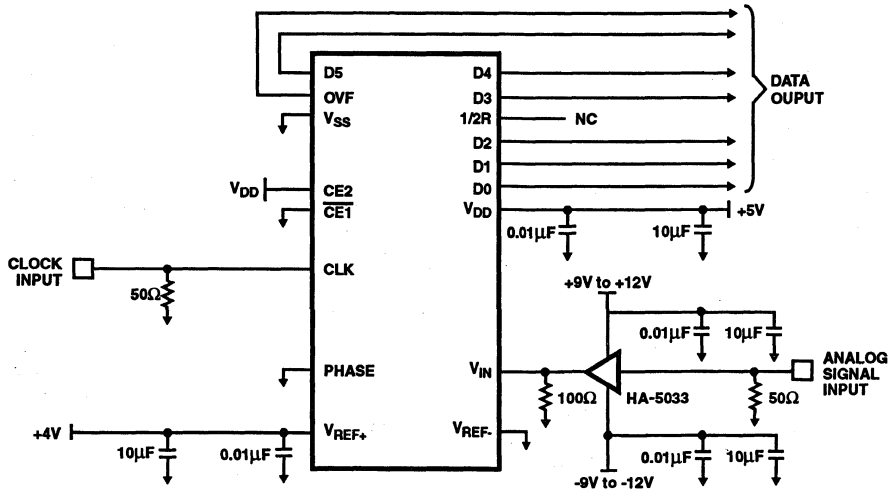 D5
OVF
VSS
CE2
CE1
CLK
PHASE
VREF+
D4
D3
1/2R
D2
D1
D0
VDD
VIN
VREF-
NC
DATA
OUPUT
VDD
CLOCK
INPUT
50Ω
+4V
10µF
0.01µF
0.01µF
10µF
+5V
+9V to +12V
0.01µF
10µF
ANALOG
SIGNAL
INPUT
100Ω
HA-5033
50Ω
0.01µF
10µF
-9V to -12V